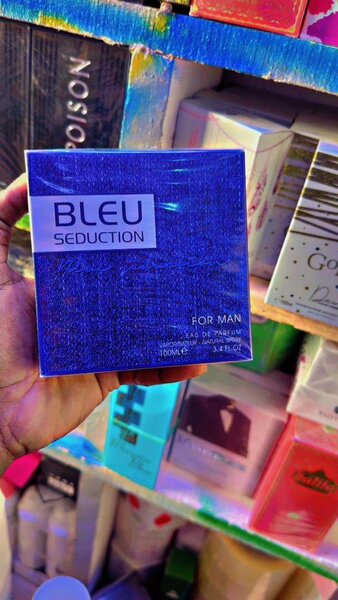 POISON
BLEU
SEDUCTION
FOR MAN
EAU DE PARFUM
VAPORISATEUR - NATURAL SPRAY
100ML e 3.4 FL.OZ